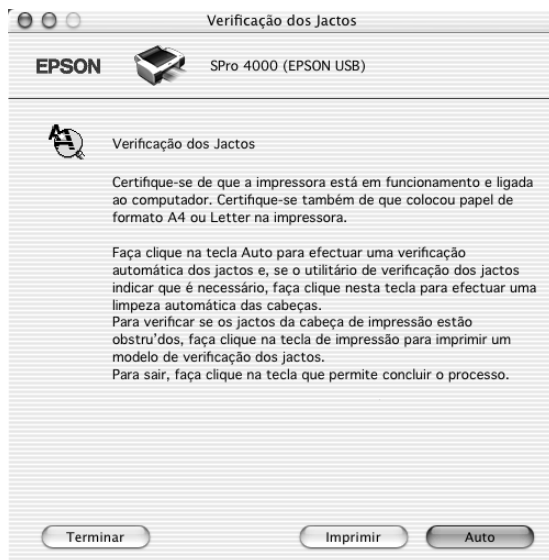 Verificação dos Jactos
EPSON
SPro 4000 (EPSON USB)
Verificação dos Jactos
Certifique-se de que a impressora está em funcionamento e ligada
ao computador. Certifique-se também de que colocou papel de
formato A4 ou Letter na impressora.
Faça clique na tecla Auto para efectuar uma verificação
automática dos jactos e, se o utilitário de verificação dos jactos
indicar que é necessário, faça clique nesta tecla para efectuar uma
limpeza automática das cabeças.
Para verificar se os jactos da cabeça de impressão estão
obstru'dos, faça clique na tecla de impressão para imprimir um
modelo de verificação dos jactos.
Para sair, faça clique na tecla que permite concluir o processo.
Terminar
Imprimir
Auto